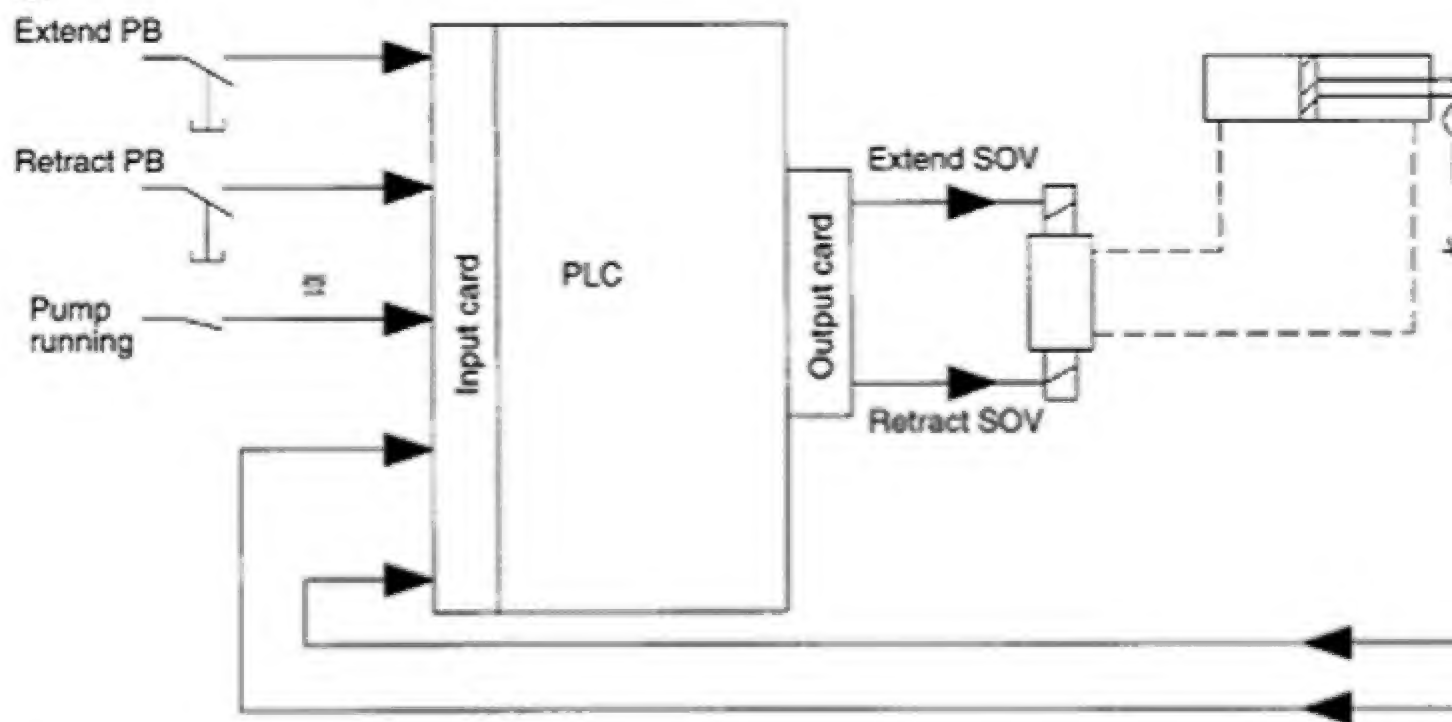 Extend PB
Retract PB
Pump
running
Input card
PLC
Output card
Extend SOV
Retract SOV